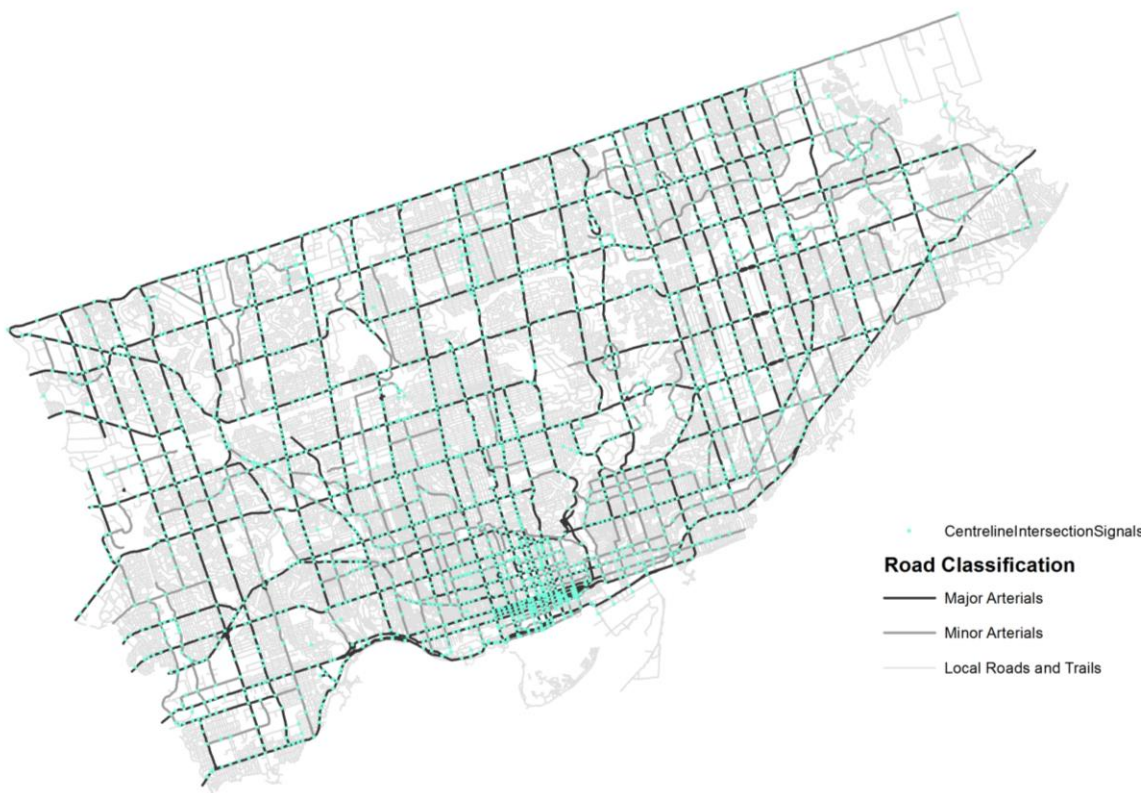 CentrelineIntersectionSignals
Road Classification
Major Arterials
Minor Arterials
Local Roads and Trails